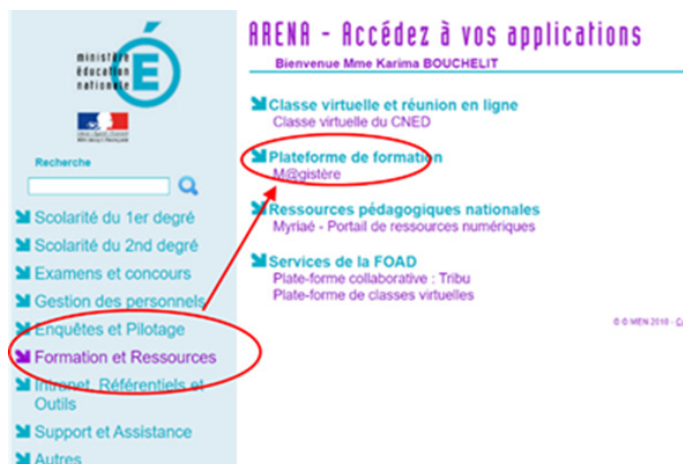 ministère
éducation
nationale
Recherche
Scolarité du 1er degré
Scolarité du 2nd degré
Examens et concours
Gestion des personnels
Enquêtes et Pilotage
Formation et Ressources
Intranet, Référentiels et
Outils
Support et Assistance
Autres
ARENA - Accédez à vos applications
Bienvenue Mme Karima BOUCHELIT
Classe virtuelle et réunion en ligne
Classe virtuelle du CNED
Plateforme de formation
M@gistère
Ressources pédagogiques nationales
Myriaé - Portail de ressources numériques
Services de la FOAD
Plate-forme collaborative : Tribu
Plate-forme de classes virtuelles
© MEN 2010 -